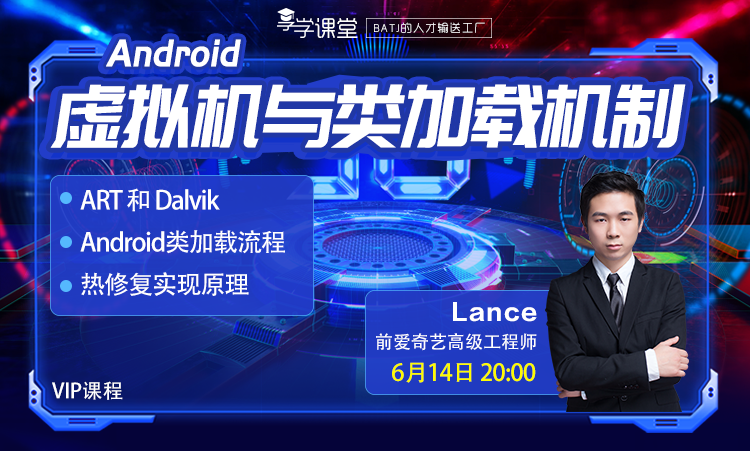 享学课堂 BATJ的人才输送工厂
Android
虚拟机与类加载机制
ART 和 Dalvik
Android类加载流程
热修复实现原理
Lance
前爱奇艺高级工程师
6月14日 20:00
VIP课程